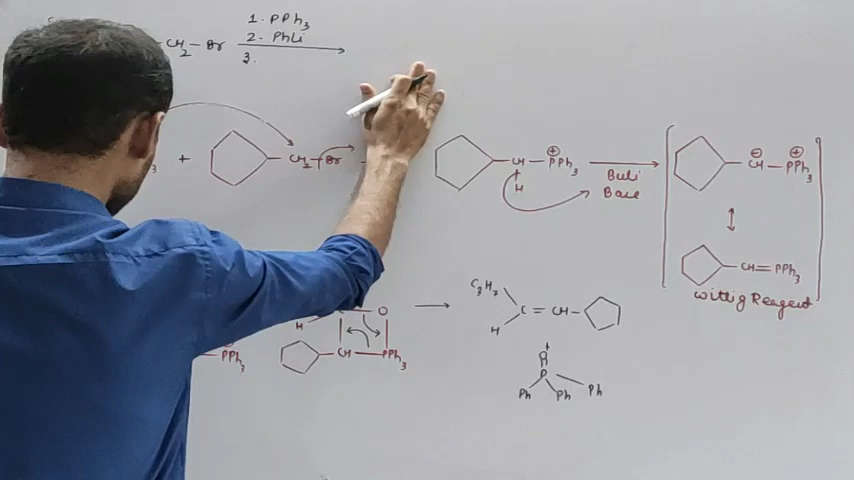 1. PPh3
CH2 - Br 2. PhLi
3.
+ CH2 - Br CH - PPh3 ⊕ → ⊖ CH - PPh3 ⊕
H BuLi
Base
CH = PPh3
Wittig Reagent
C3H7
O → C = CH
H H
CH - PPh3
PPh3
+
O
P
Ph Ph Ph